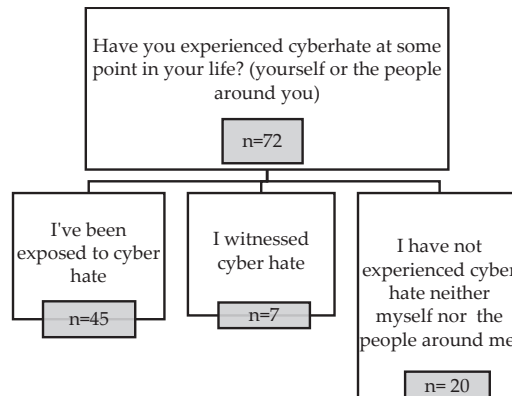 Have you experienced cyberhate at some
point in your life? (yourself or the people
around you)
n=72
I've been
exposed to cyber
hate
n=45
I witnessed
cyber hate
n=7
I have not
experienced cyber
hate neither
myself nor the
people around me
n= 20